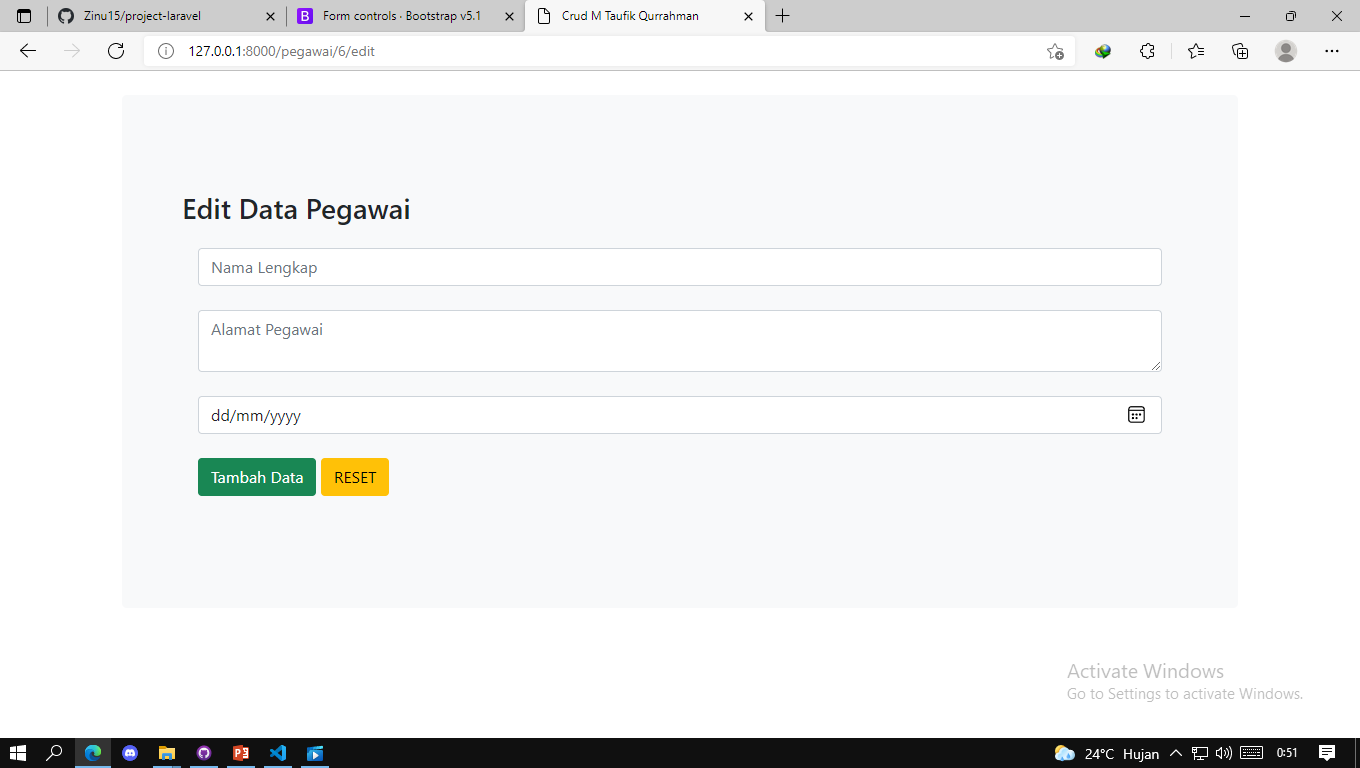 Zinu15/project-laravel
B Form controls · Bootstrap v5.1
Crud M Taufik Qurrahman
127.0.0.1:8000/pegawai/6/edit
Edit Data Pegawai
Nama Lengkap
Alamat Pegawai
dd/mm/yyyy
Tambah Data RESET
Activate Windows
Go to Settings to activate Windows.
24°C Hujan 0:51